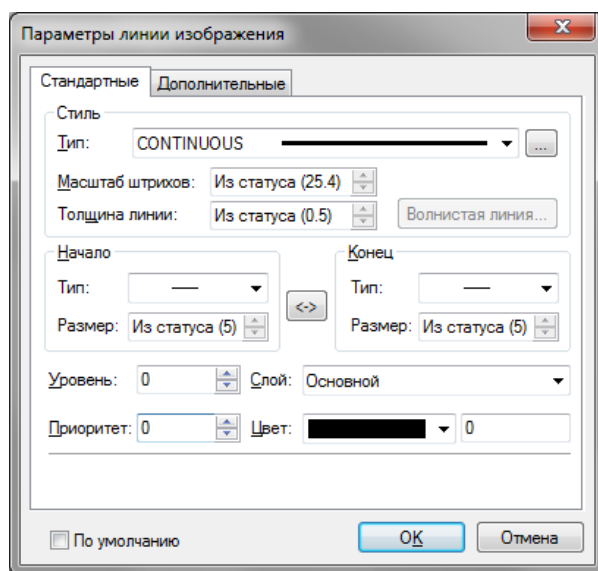 Параметры линии изображения
Стандартные Дополнительные
Стиль
Тип: CONTINUOUS ...
Масштаб штрихов: Из статуса (25.4)
Толщина линии: Из статуса (0.5) Волнистая линия...
Начало Конец
Тип: Тип:
<->
Размер: Из статуса (5) Размер: Из статуса (5)
Уровень: 0 Слой: Основной
Приоритет: 0 Цвет: 0
По умолчанию OK Отмена